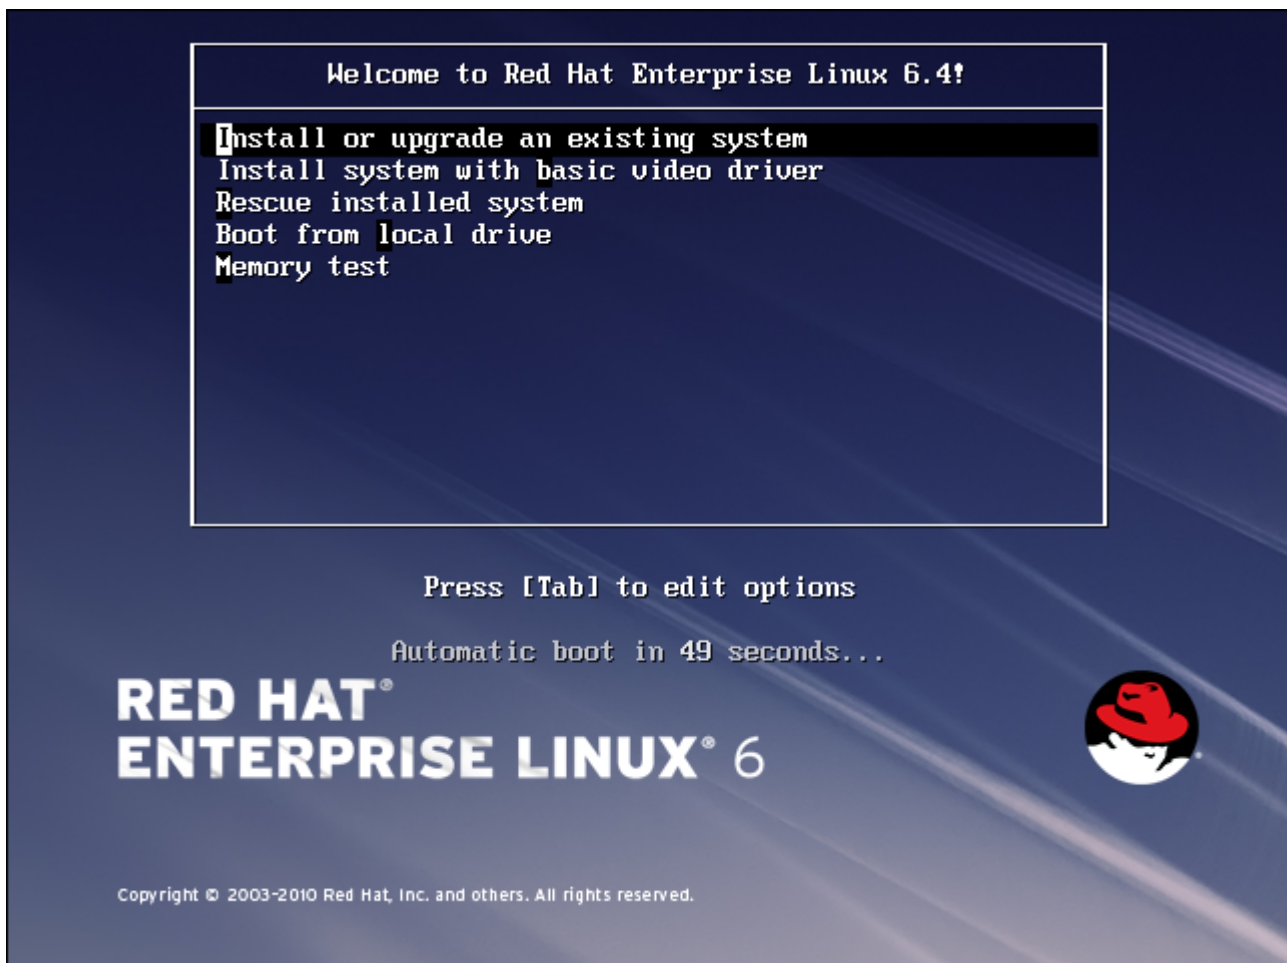 Welcome to Red Hat Enterprise Linux 6.4!
Install or upgrade an existing system
Install system with basic video driver
Rescue installed system
Boot from local drive
Memory test
Press [Tab] to edit options
Automatic boot in 49 seconds...
RED HAT®
ENTERPRISE LINUX® 6
Copyright © 2003-2010 Red Hat, Inc. and others. All rights reserved.